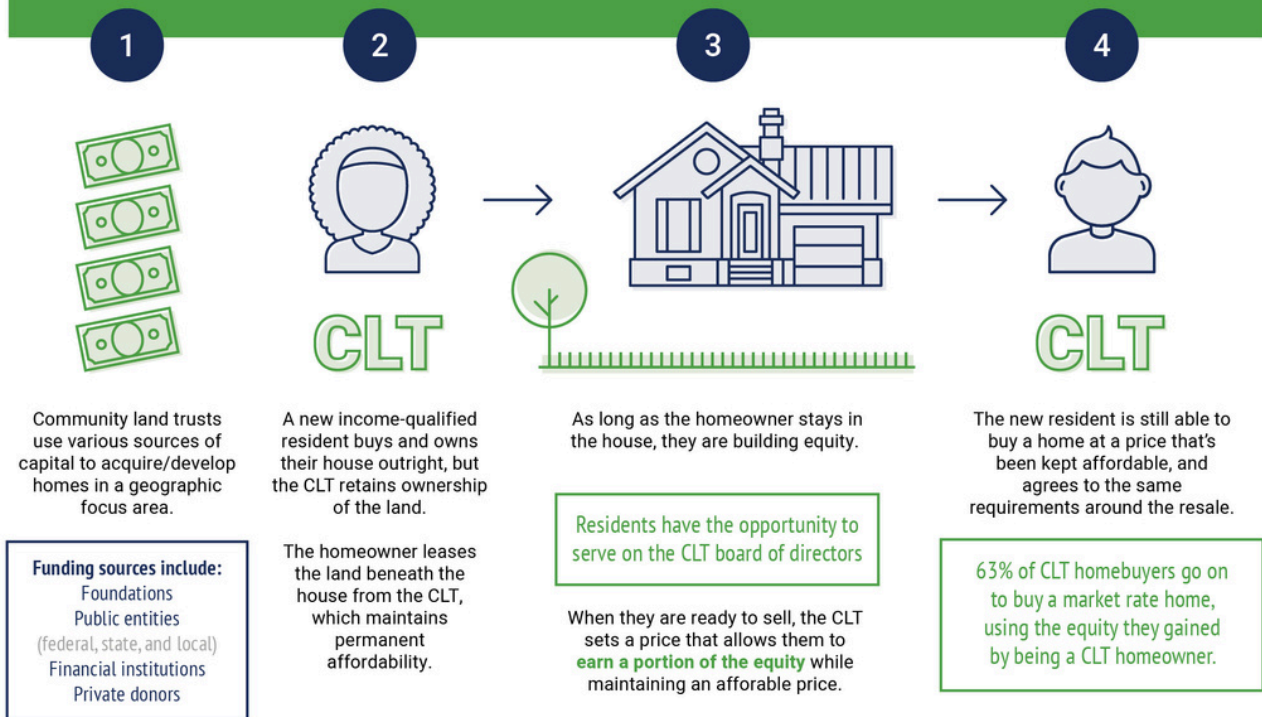 1
2
3
4
CLT
CLT
Community land trusts
use various sources of
capital to acquire/develop
homes in a geographic
focus area.
Funding sources include:
Foundations
Public entities
(federal, state, and local)
Financial institutions
Private donors
A new income-qualified
resident buys and owns
their house outright, but
the CLT retains ownership
of the land.
The homeowner leases
the land beneath the
house from the CLT,
which maintains
permanent
affordability.
As long as the homeowner stays in
the house, they are building equity.
Residents have the opportunity to
serve on the CLT board of directors
When they are ready to sell, the CLT
sets a price that allows them to
earn a portion of the equity while
maintaining an afforable price.
The new resident is still able to
buy a home at a price that's
been kept affordable, and
agrees to the same
requirements around the resale.
63% of CLT homebuyers go on
to buy a market rate home,
using the equity they gained
by being a CLT homeowner.